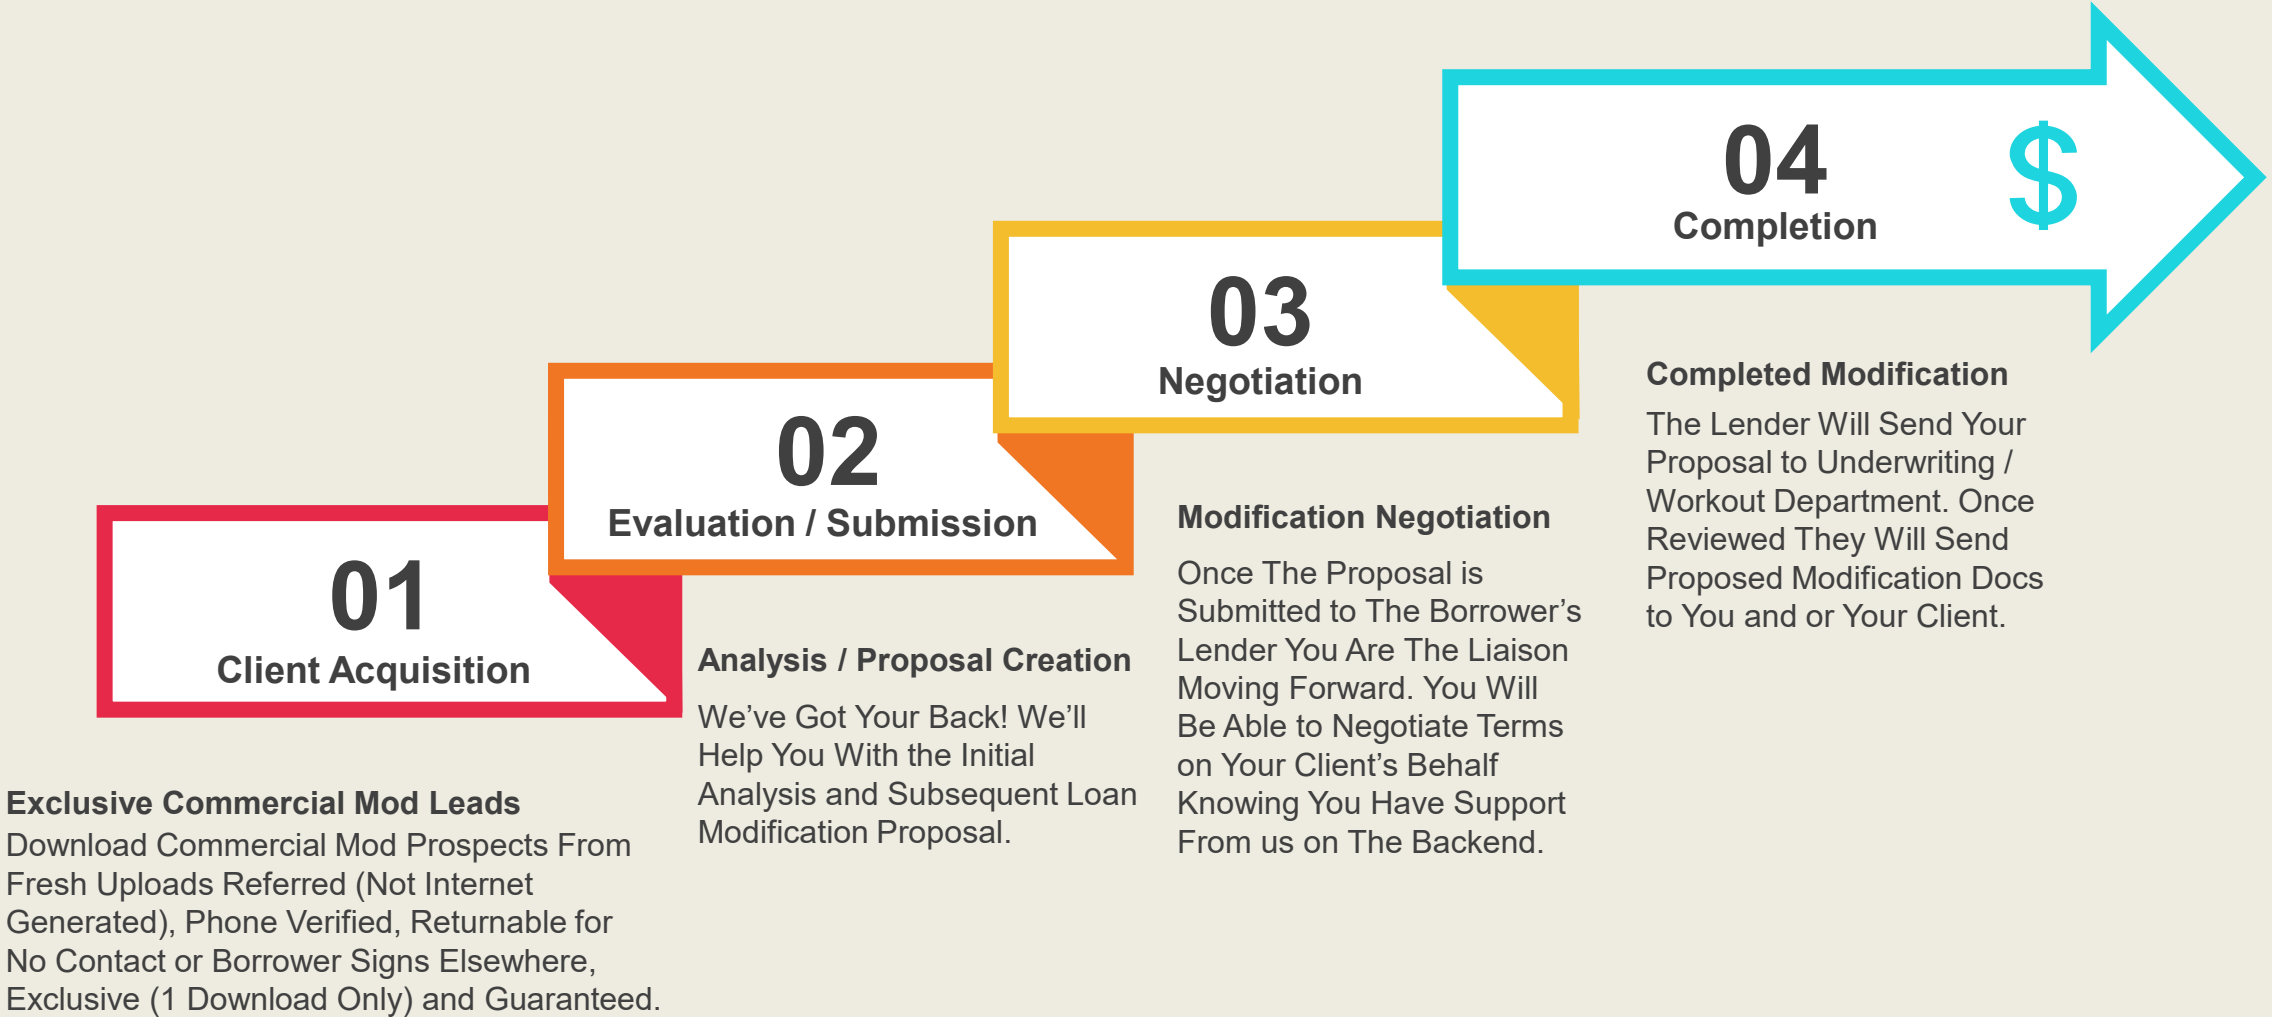 01
Client Acquisition
Exclusive Commercial Mod Leads
Download Commercial Mod Prospects From
Fresh Uploads Referred (Not Internet
Generated), Phone Verified, Returnable for
No Contact or Borrower Signs Elsewhere,
Exclusive (1 Download Only) and Guaranteed.
02
Evaluation / Submission
Analysis / Proposal Creation
We’ve Got Your Back! We’ll
Help You With the Initial
Analysis and Subsequent Loan
Modification Proposal.
03
Negotiation
Modification Negotiation
Once The Proposal is
Submitted to The Borrower’s
Lender You Are The Liaison
Moving Forward. You Will
Be Able to Negotiate Terms
on Your Client’s Behalf
Knowing You Have Support
From us on The Backend.
04
Completion
$
Completed Modification
The Lender Will Send Your
Proposal to Underwriting /
Workout Department. Once
Reviewed They Will Send
Proposed Modification Docs
to You and or Your Client.